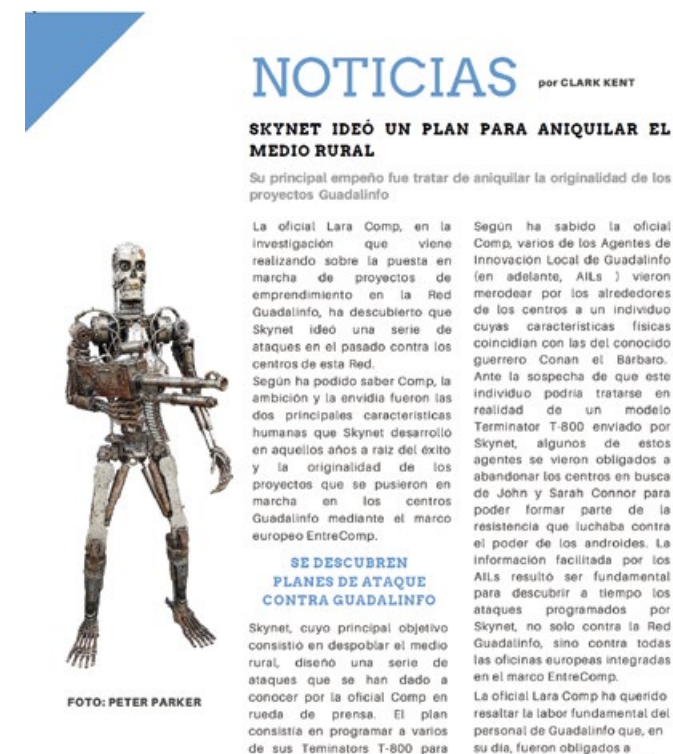 NOTICIAS
por CLARK KENT
SKYNET IDEÓ UN PLAN PARA ANIQUILAR EL
MEDIO RURAL
Su principal empeño fue tratar de aniquilar la originalidad de los
proyectos Guadalinfo
La oficial Lara Comp, en la
investigación que viene
realizando sobre la puesta en
marcha de proyectos de
emprendimiento en la Red
Guadalinfo, ha descubierto que
Skynet ideó una serie de
ataques en el pasado contra los
centros de esta Red.
Según ha podido saber Comp, la
ambición y la envidia fueron las
dos principales características
humanas que Skynet desarrolló
en aquellos años a raíz del éxito
y la originalidad de los
proyectos que se pusieron en
marcha en los centros
Guadalinfo mediante el marco
europeo EntreComp.
SE DESCUBREN
PLANES DE ATAQUE
CONTRA GUADALINFO
Skynet, cuyo principal objetivo
consistió en despoblar el medio
rural, diseñó una serie de
ataques que se han dado a
conocer por la oficial Comp en
rueda de prensa. El plan
consistía en programar a varios
de sus Teminators T-800 para
Según ha sabido la oficial
Comp, varios de los Agentes de
Innovación Local de Guadalinfo
(en adelante, AILs ) vieron
merodear por los alrededores
de los centros a un individuo
cuyas características físicas
coincidían con las del conocido
guerrero Conan el Bárbaro.
Ante la sospecha de que este
individuo podría tratarse en
realidad de un modelo
Terminator T-800 enviado por
Skynet, algunos de estos
agentes se vieron obligados a
abandonar los centros en busca
de John y Sarah Connor para
poder formar parte de la
resistencia que luchaba contra
el poder de los androides. La
información facilitada por los
AILs resultó ser fundamental
para descubrir a tiempo los
ataques programados por
Skynet, no solo contra la Red
Guadalinfo, sino contra todas
las oficinas europeas integradas
en el marco EntreComp.
La oficial Lara Comp ha querido
resaltar la labor fundamental del
personal de Guadalinfo que, en
su día, fueron obligados a
FOTO: PETER PARKER